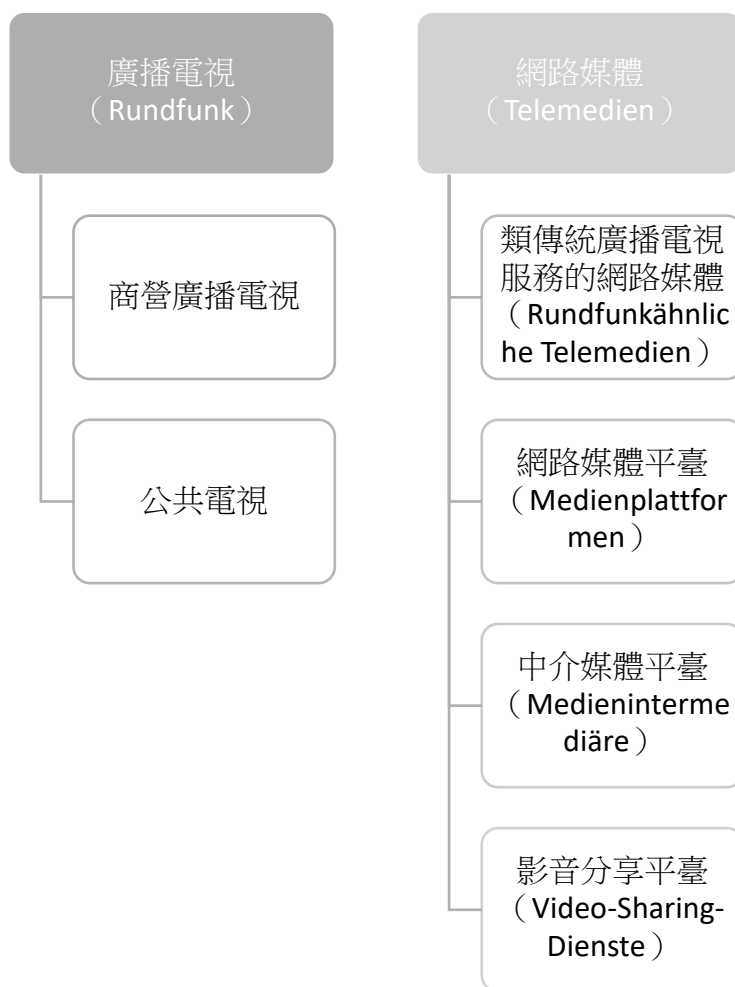 廣播電視
（Rundfunk）
商營廣播電視
公共電視
網路媒體
（Telemedien）
類傳統廣播電視
服務的網路媒體
（Rundfunkähnlic
he Telemedien）
網路媒體平臺
（Medienplattfor
men）
中介媒體平臺
（Medieninterme
diäre）
影音分享平臺
（Video-Sharing-
Dienste）